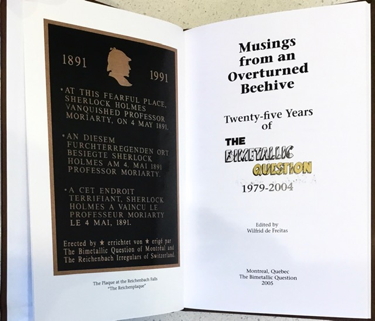 1891 1991
• AT THIS FEARFUL PLACE,
SHERLOCK HOLMES
VANQUISHED PROFESSOR
MORIARTY, ON 4 MAY 1891.
• AN DIESEM
FURCHTERREGENDEN ORT
BESIEGTE SHERLOCK
HOLMES AM 4. MAI 1891
PROFESSOR MORIARTY.
• A CET ENDROIT
TERRIFIANT, SHERLOCK
HOLMES A VAINCU LE
PROFESSEUR MORIARTY
LE 4 MAI, 1891.
Erected by ★ errichtet von ★ érigé par
The Bimetallic Question of Montréal and
The Reichenbach Irregulars of Switzerland.
The Plaque at the Reichenbach Falls
"The Reichenplaque"
Musings
from an
Overturned
Beehive
Twenty-five Years
of
THE
BIMETALLIC
QUESTION
1979-2004
Edited by
Wilfrid de Freitas
Montreal, Quebec
The Bimetallic Question
2005